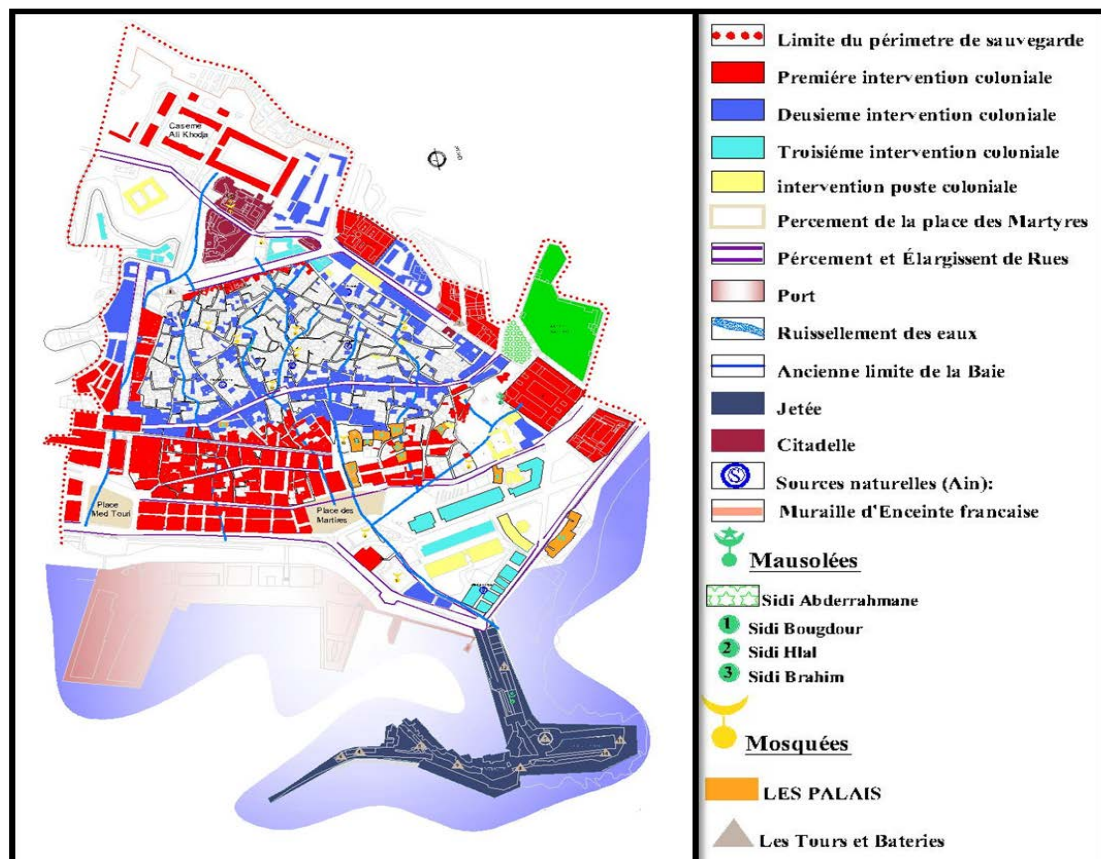 Caserne
Ali Khodja
Place
Med Touri
Place des
Martires
Limite du périmetre de sauvegarde
Premiére intervention coloniale
Deusieme intervention coloniale
Troisiéme intervention coloniale
intervention poste coloniale
Percement de la place des Martyres
Pércement et Élargissent de Rues
Port
Ruissellement des eaux
Ancienne limite de la Baie
Jetée
Citadelle
S Sources naturelles (Ain):
Muraille d'Enceinte francaise
Mausolées
Sidi Abderrahmane
1 Sidi Bougdour
2 Sidi Hlal
3 Sidi Brahim
Mosquées
LES PALAIS
Les Tours et Bateries